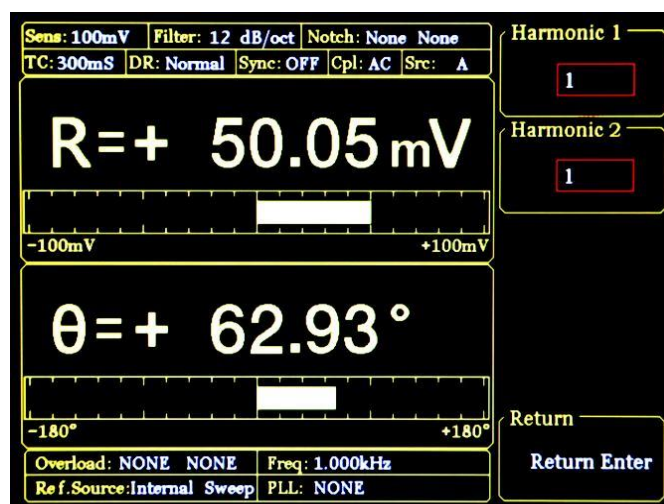 Sens: 100mV Filter: 12 dB/oct Notch: None None
TC: 300mS DR: Normal Sync: OFF Cpl: AC Src: A
R=+ 50.05 mV
-100mV +100mV
θ=+ 62.93°
-180° +180°
Overload: NONE NONE Freq: 1.000kHz
Ref.Source:Internal Sweep PLL: NONE
Harmonic 1
1
Harmonic 2
1
Return
Return Enter